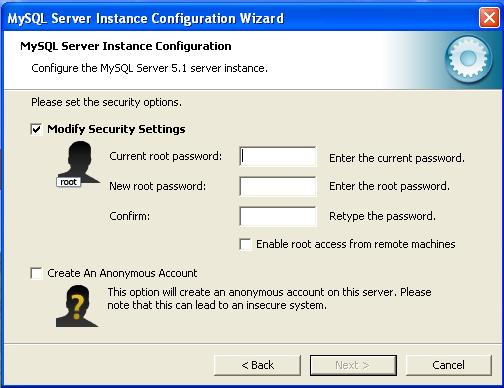 MySQL Server Instance Configuration Wizard
MySQL Server Instance Configuration
Configure the MySQL Server 5.1 server instance.
Please set the security options.
Modify Security Settings
root
Current root password: Enter the current password.
New root password: Enter the root password.
Confirm: Retype the password.
Enable root access from remote machines
Create An Anonymous Account
This option will create an anonymous account on this server. Please
note that this can lead to an insecure system.
< Back Next > Cancel